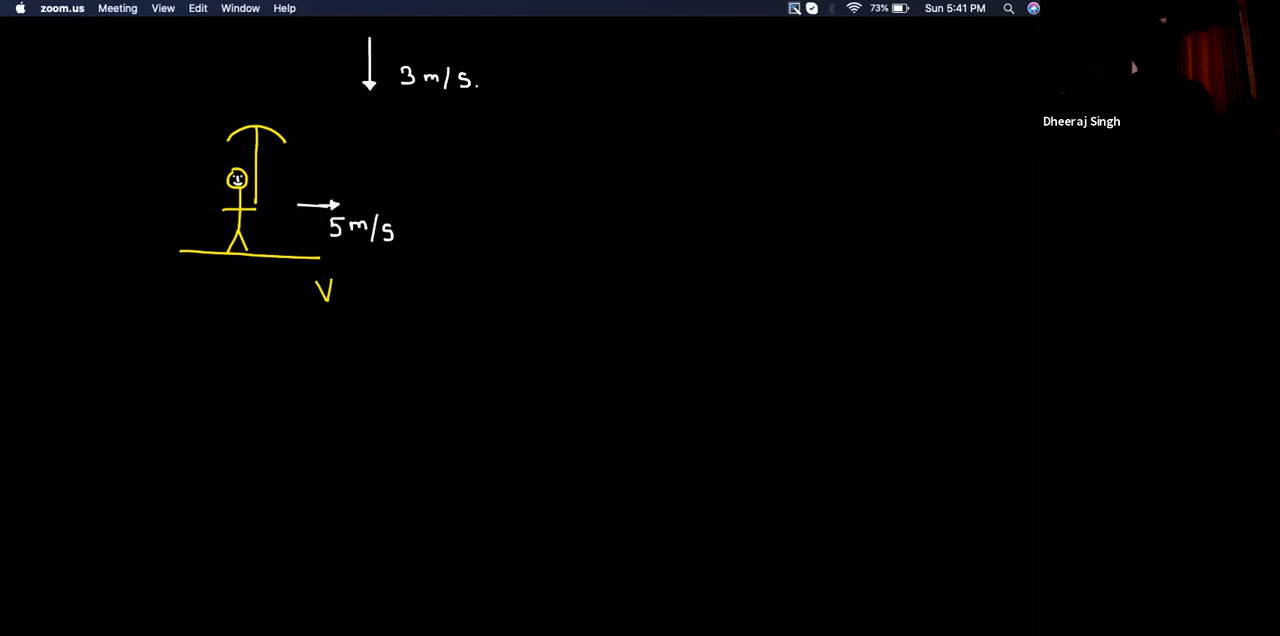 zoom.us Meeting View Edit Window Help 73% Sun 5:41 PM
3 m/s.
Dheeraj Singh
5 m/s
V